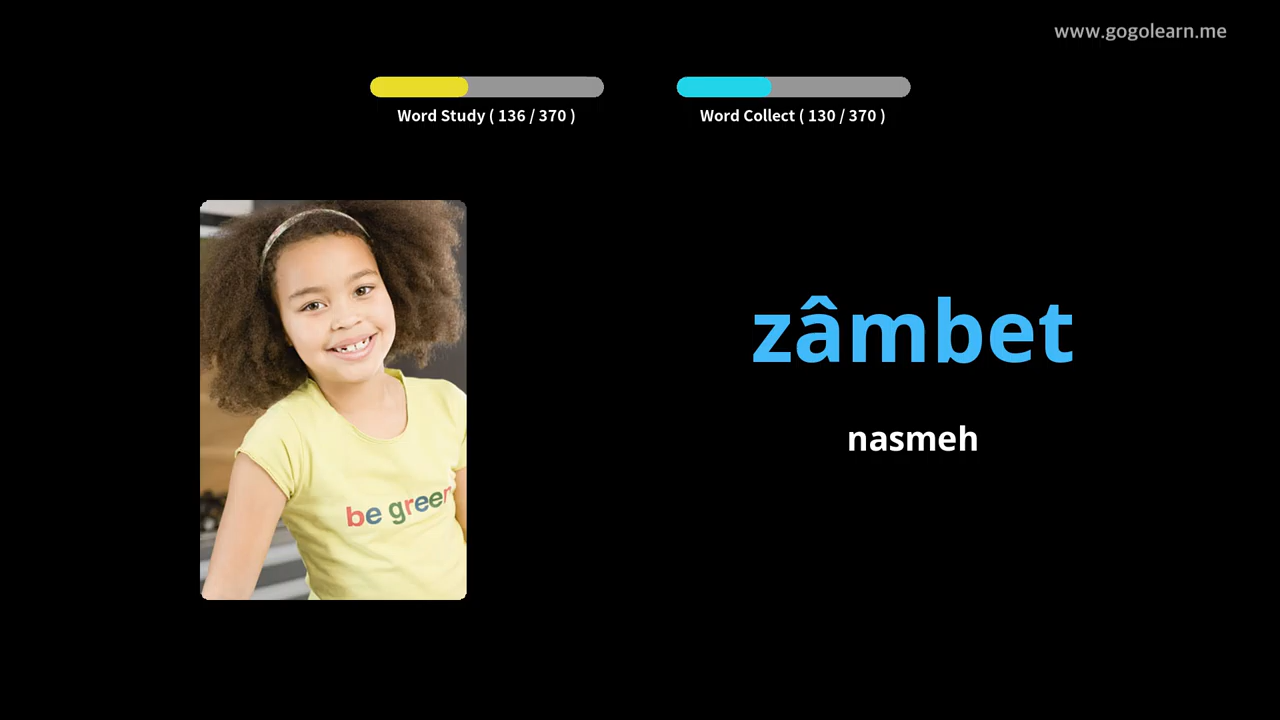 www.gogolearn.me
Word Study ( 136 / 370 )
Word Collect ( 130 / 370 )
zâmbet
nasmeh
be green